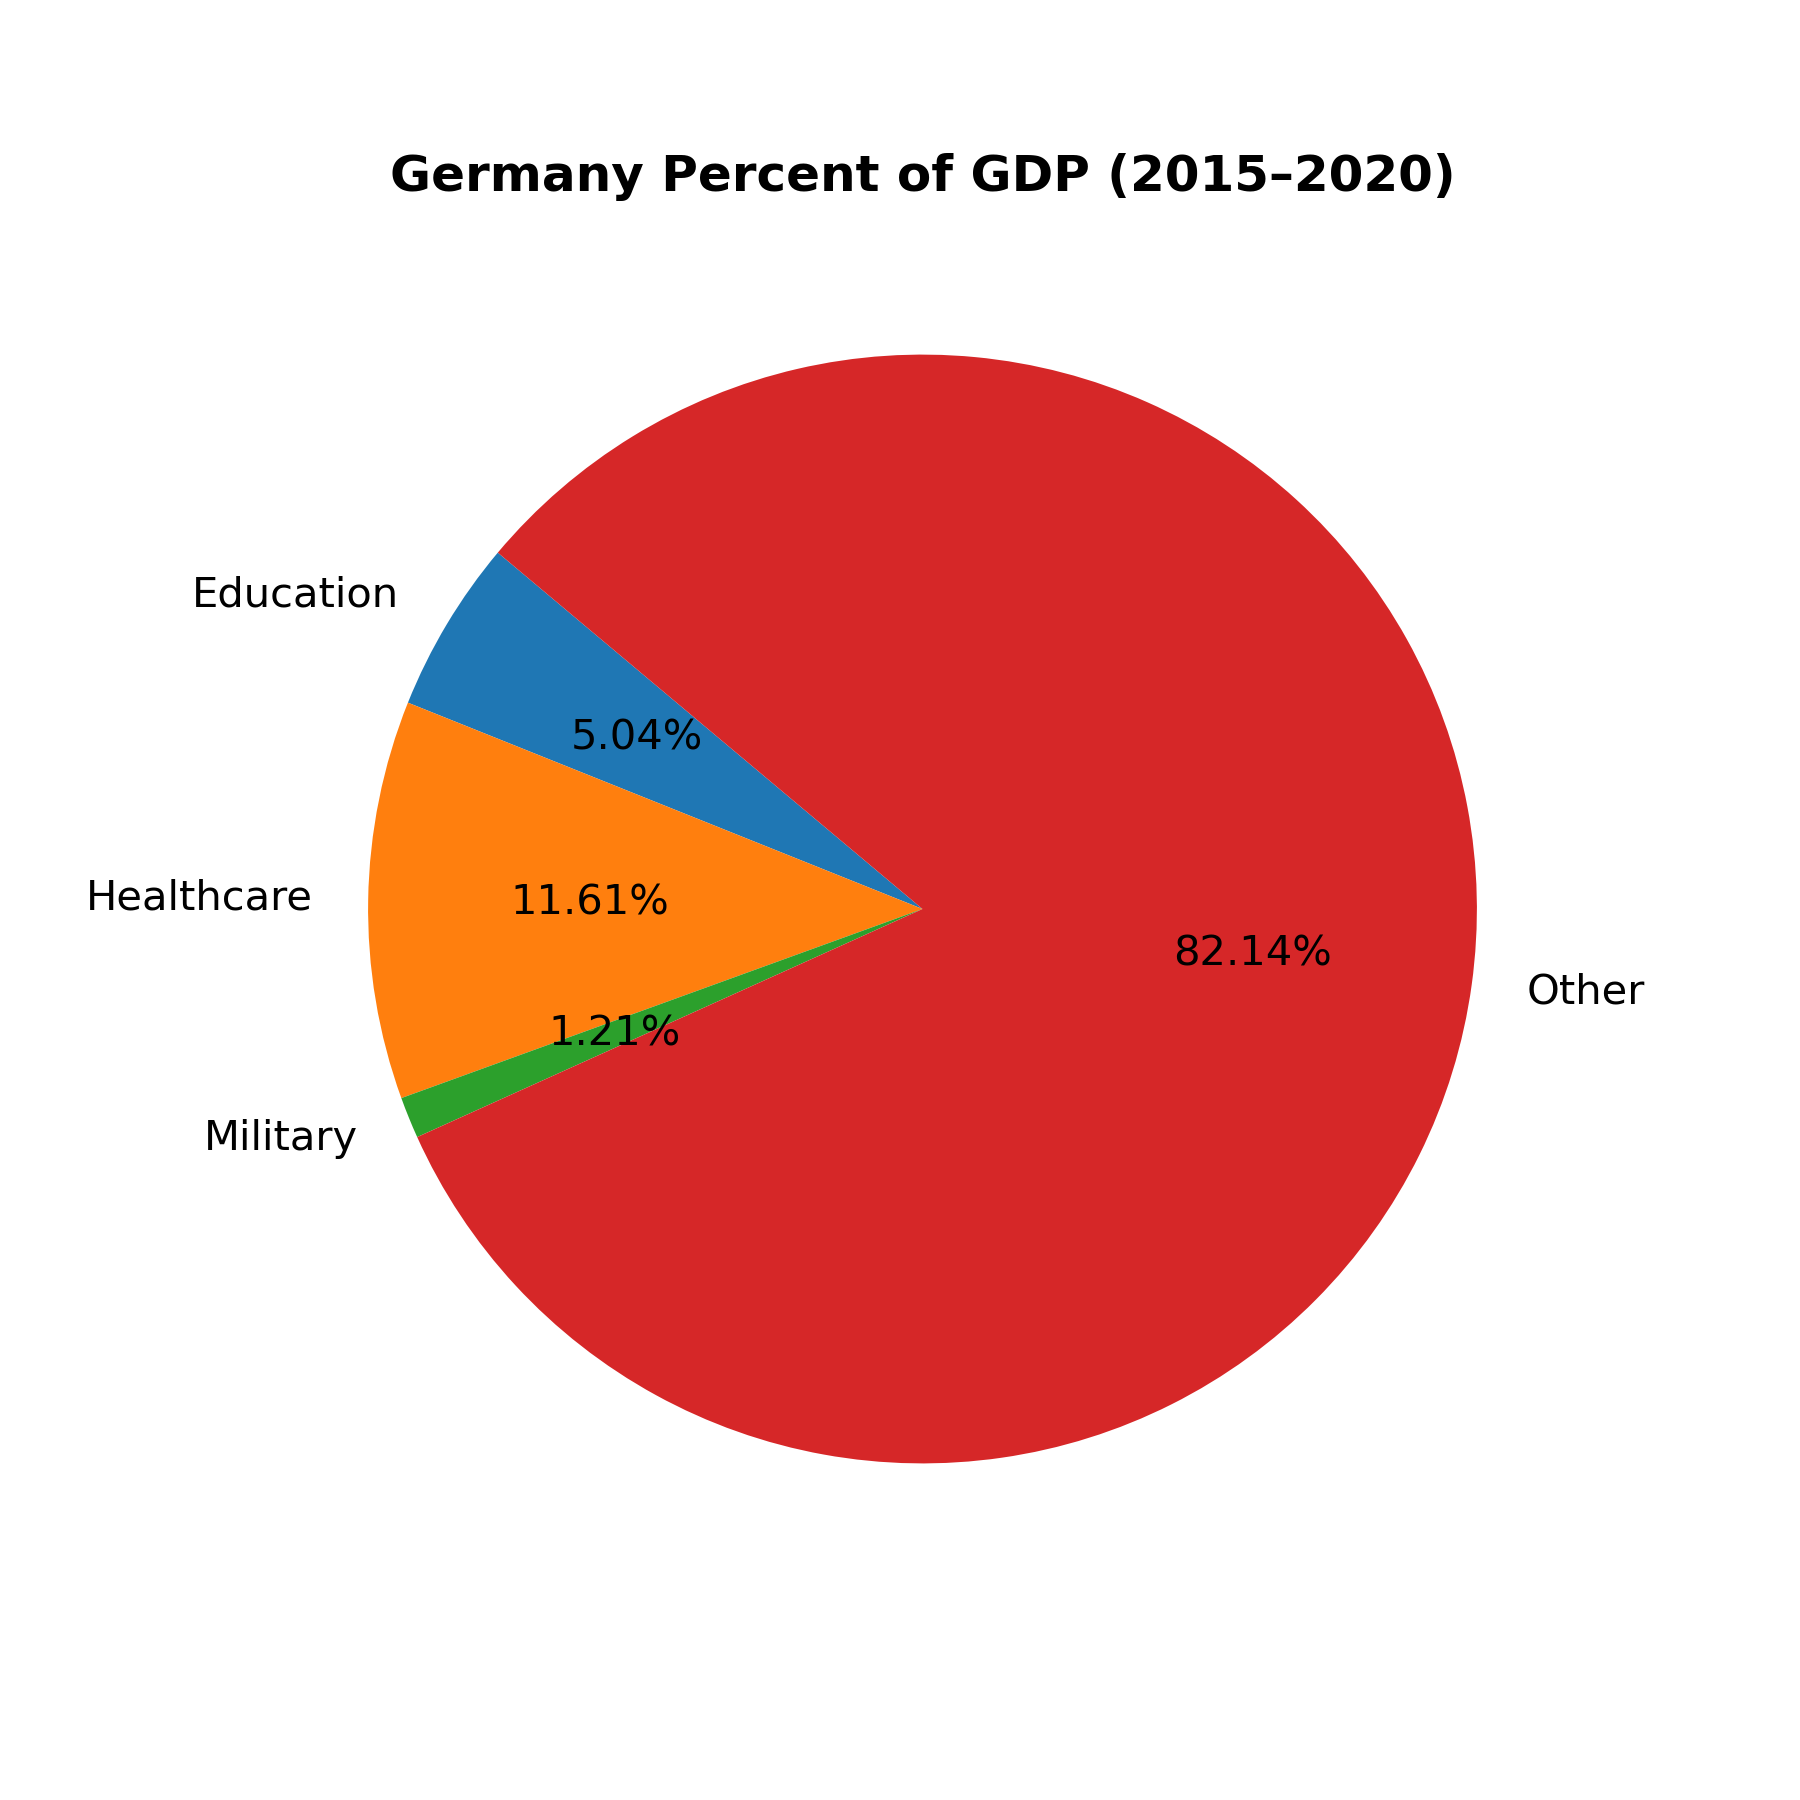 Germany Percent of GDP (2015–2020)
Education
5.04%
Healthcare
11.61%
82.14%
Other
1.21%
Military